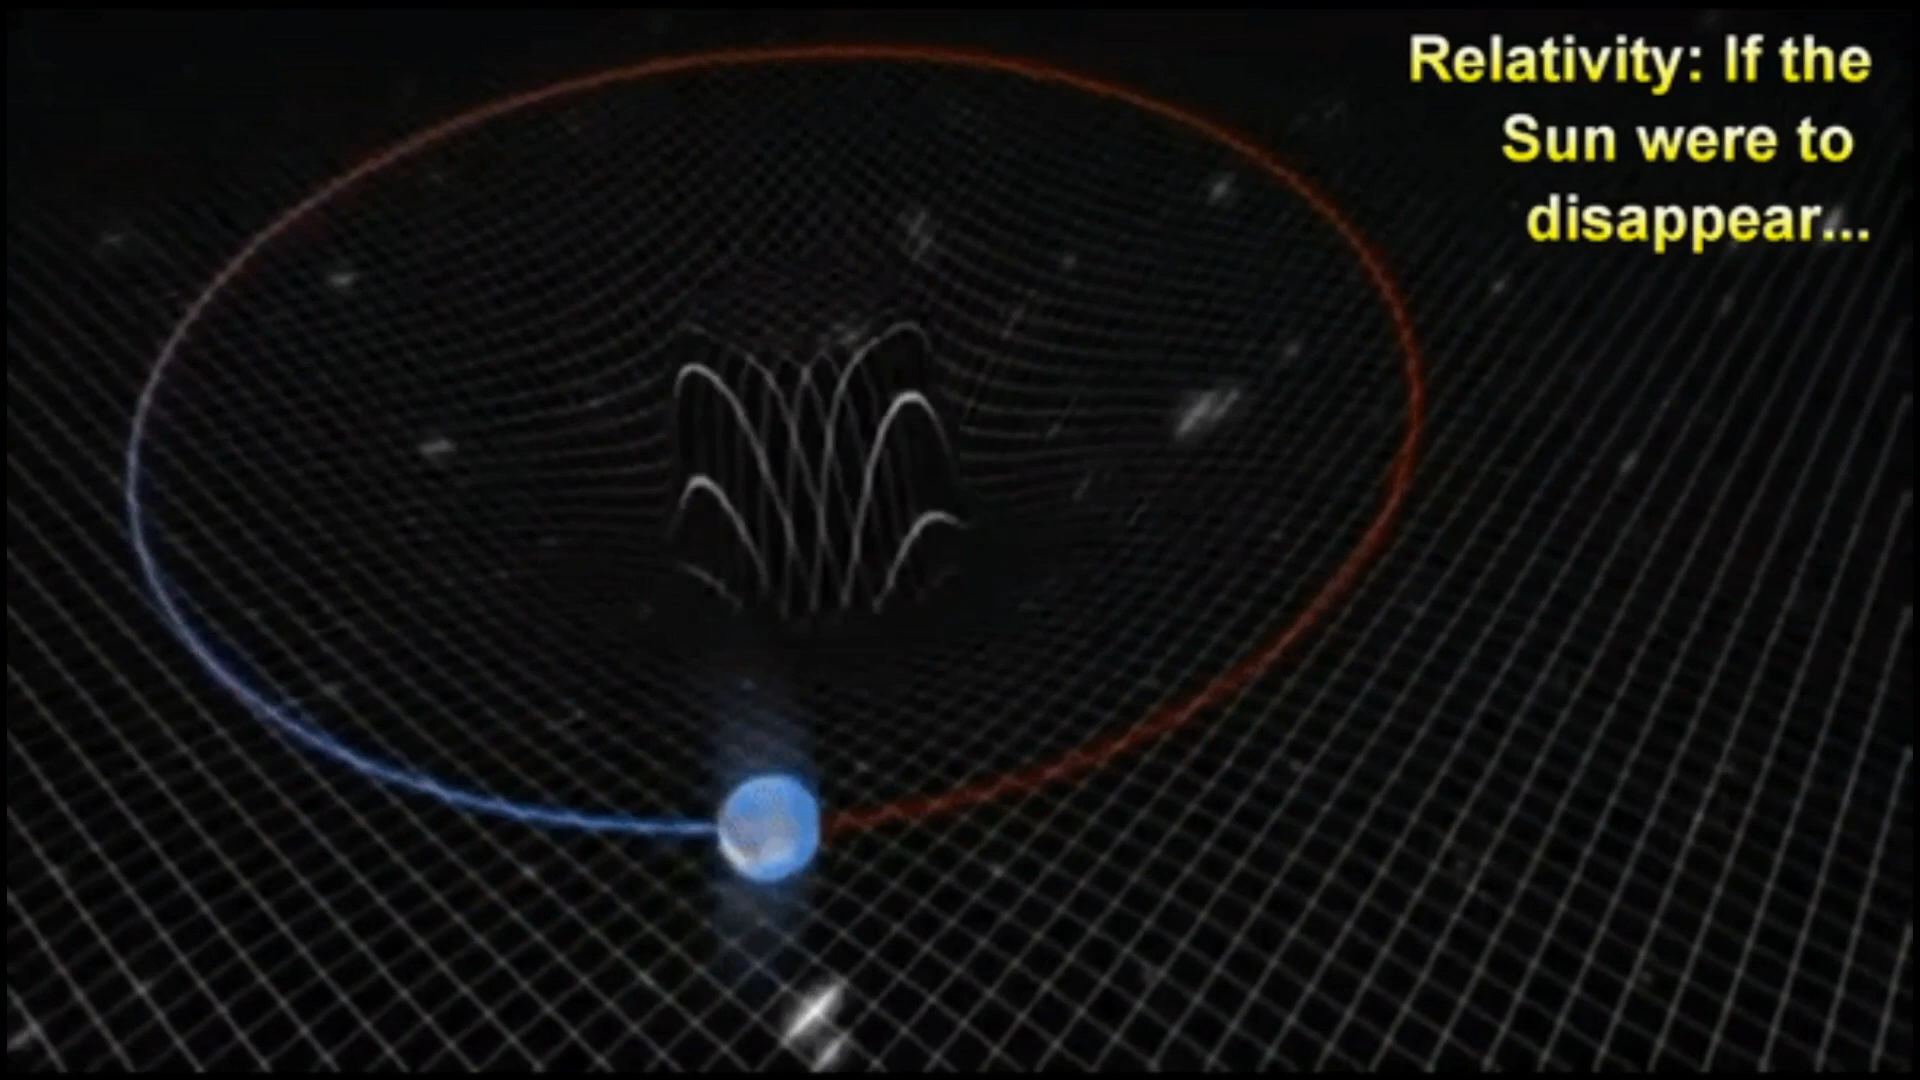 Relativity: If the
Sun were to
disappear...